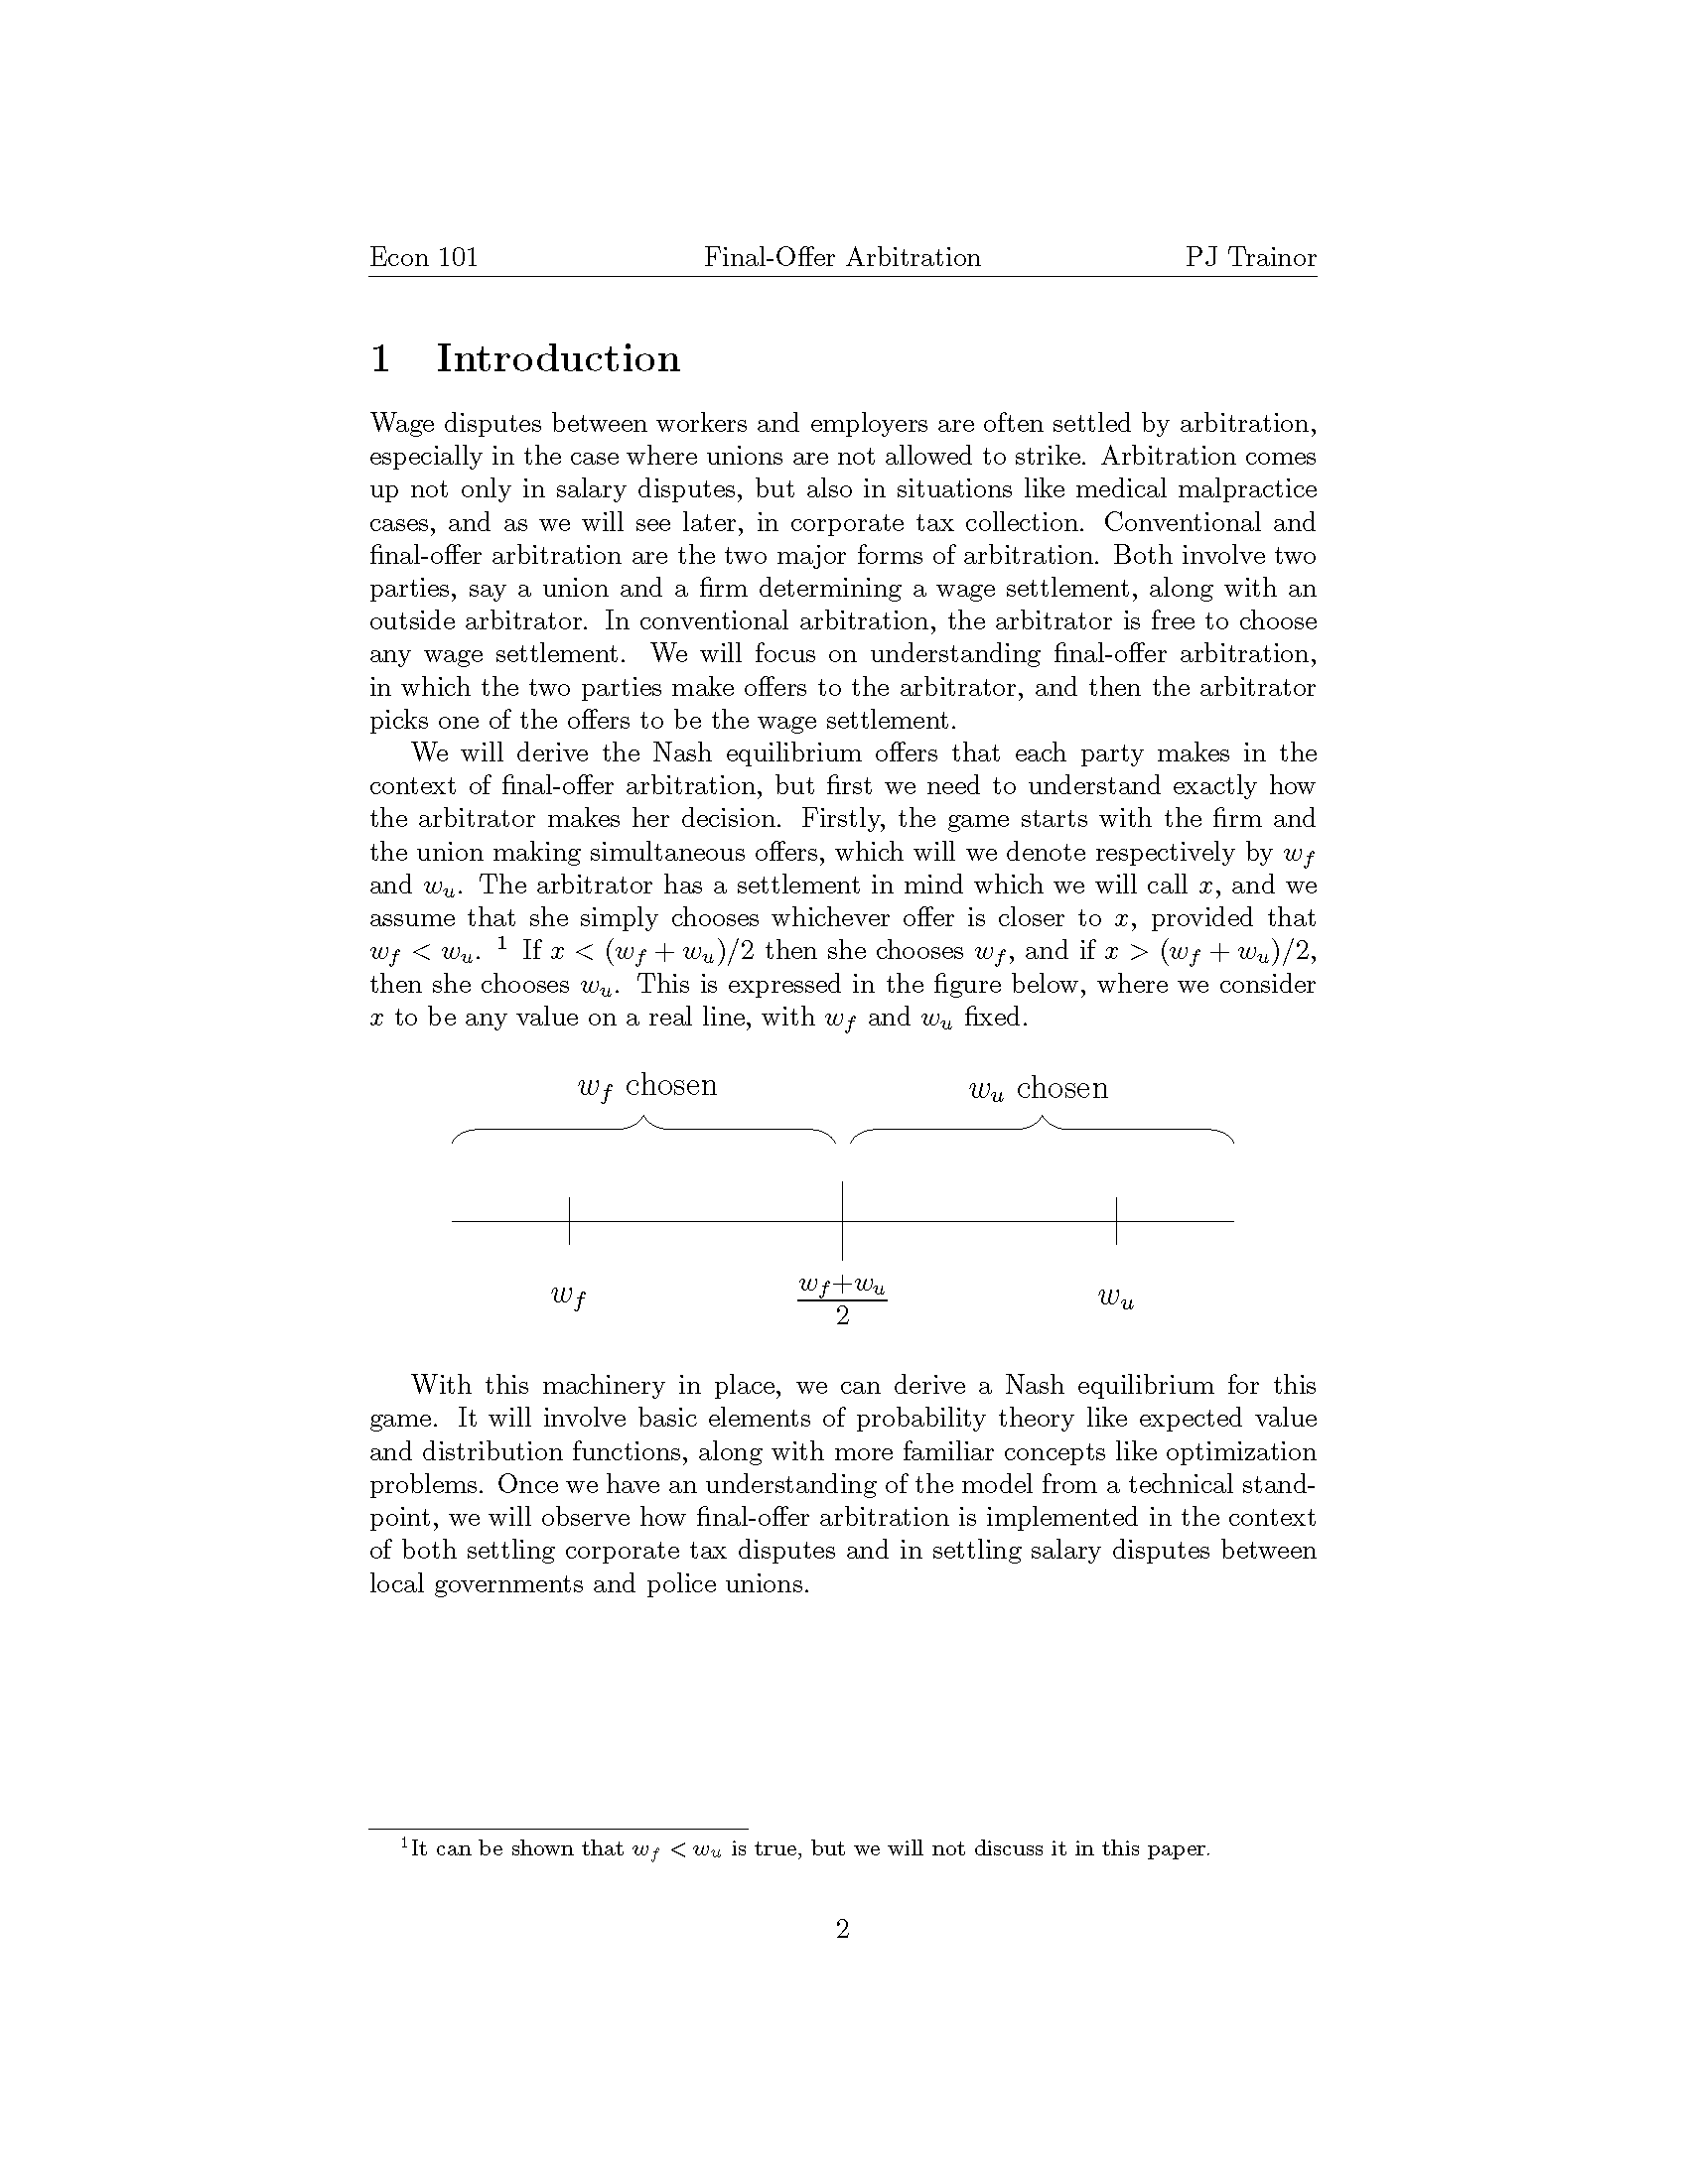 Econ 101 Final-Offer Arbitration PJ Trainor
1 Introduction
Wage disputes between workers and employers are often settled by arbitration,
especially in the case where unions are not allowed to strike. Arbitration comes
up not only in salary disputes, but also in situations like medical malpractice
cases, and as we will see later, in corporate tax collection. Conventional and
final-offer arbitration are the two major forms of arbitration. Both involve two
parties, say a union and a firm determining a wage settlement, along with an
outside arbitrator. In conventional arbitration, the arbitrator is free to choose
any wage settlement. We will focus on understanding final-offer arbitration,
in which the two parties make offers to the arbitrator, and then the arbitrator
picks one of the offers to be the wage settlement.
We will derive the Nash equilibrium offers that each party makes in the
context of final-offer arbitration, but first we need to understand exactly how
the arbitrator makes her decision. Firstly, the game starts with the firm and
the union making simultaneous offers, which will we denote respectively by w_f
and w_u. The arbitrator has a settlement in mind which we will call x, and we
assume that she simply chooses whichever offer is closer to x, provided that
w_f < w_u. ¹ If x < (w_f + w_u)/2 then she chooses w_f, and if x > (w_f + w_u)/2,
then she chooses w_u. This is expressed in the figure below, where we consider
x to be any value on a real line, with w_f and w_u fixed.
w_f chosen w_u chosen
w_f (w_f+w_u)/2 w_u
With this machinery in place, we can derive a Nash equilibrium for this
game. It will involve basic elements of probability theory like expected value
and distribution functions, along with more familiar concepts like optimization
problems. Once we have an understanding of the model from a technical stand-
point, we will observe how final-offer arbitration is implemented in the context
of both settling corporate tax disputes and in settling salary disputes between
local governments and police unions.
¹It can be shown that w_f < w_u is true, but we will not discuss it in this paper.
2